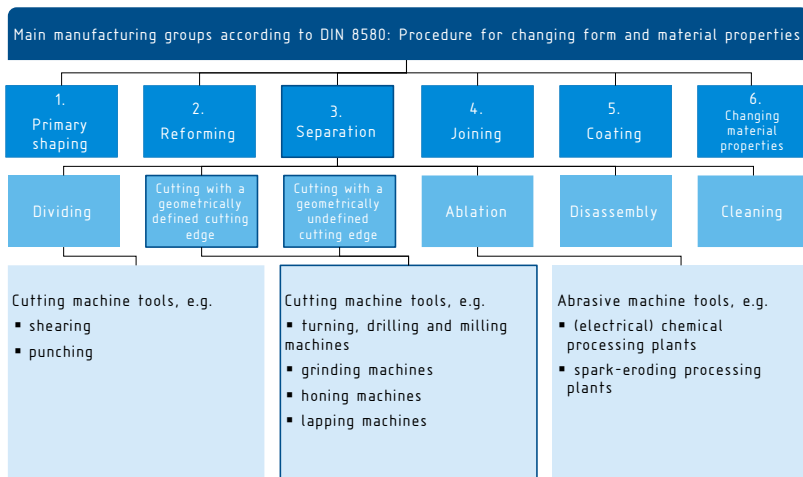 Main manufacturing groups according to DIN 8580: Procedure for changing form and material properties
1.
Primary
shaping
2.
Reforming
3.
Separation
4.
Joining
5.
Coating
6.
Changing
material
properties
Dividing
Cutting with a
geometrically
defined cutting
edge
Cutting with a
geometrically
undefined
cutting edge
Ablation
Disassembly
Cleaning
Cutting machine tools, e.g.
▪ shearing
▪ punching
Cutting machine tools, e.g.
▪ turning, drilling and milling
machines
▪ grinding machines
▪ honing machines
▪ lapping machines
Abrasive machine tools, e.g.
▪ (electrical) chemical
processing plants
▪ spark-eroding processing
plants